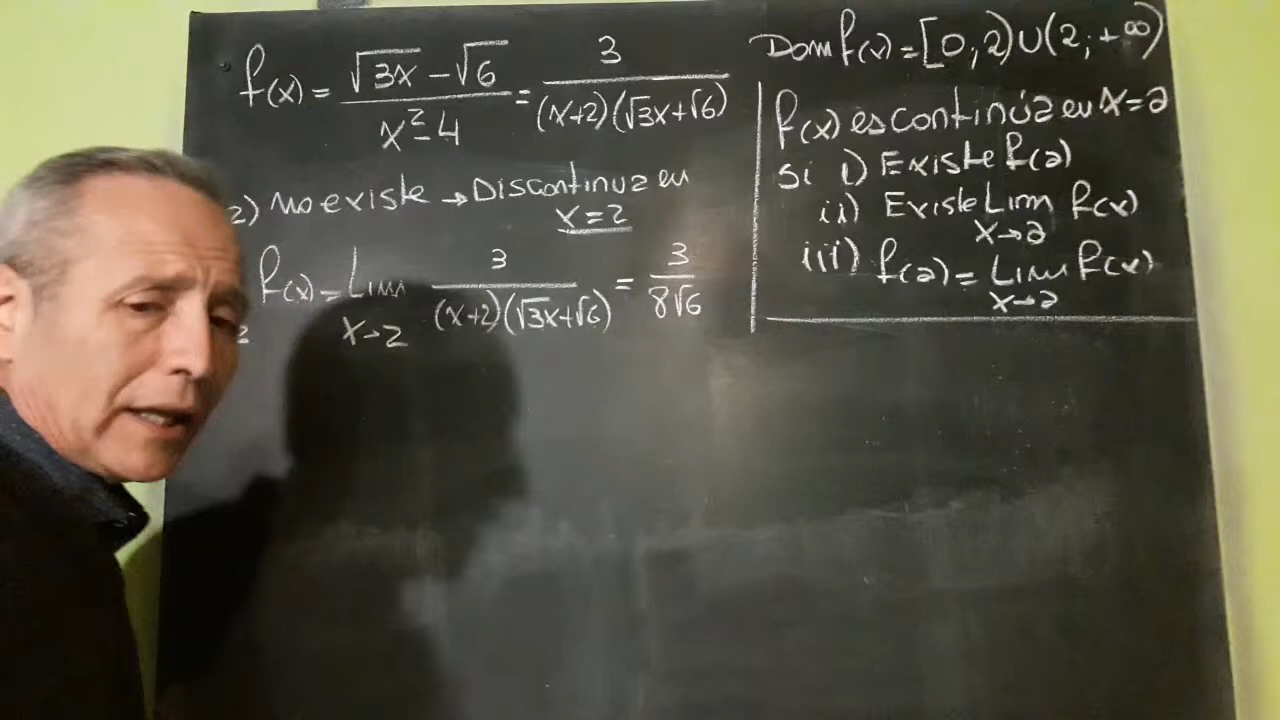 f(x) = √3x - √6 / x² - 4 = 3 / (x+2)(√3x+√6)
2) No existe → Discontinua en
x = 2
f(x) = Lim x→2 3 / (x+2)(√3x+√6) = 3 / 8√6
Dom f(x) = [0,2) ∪ (2;+∞)
f(x) es continúa en x = a
si i) Existe f(a)
ii) Existe Lim f(x)
x→a
iii) f(a) = Lim f(x)
x→a